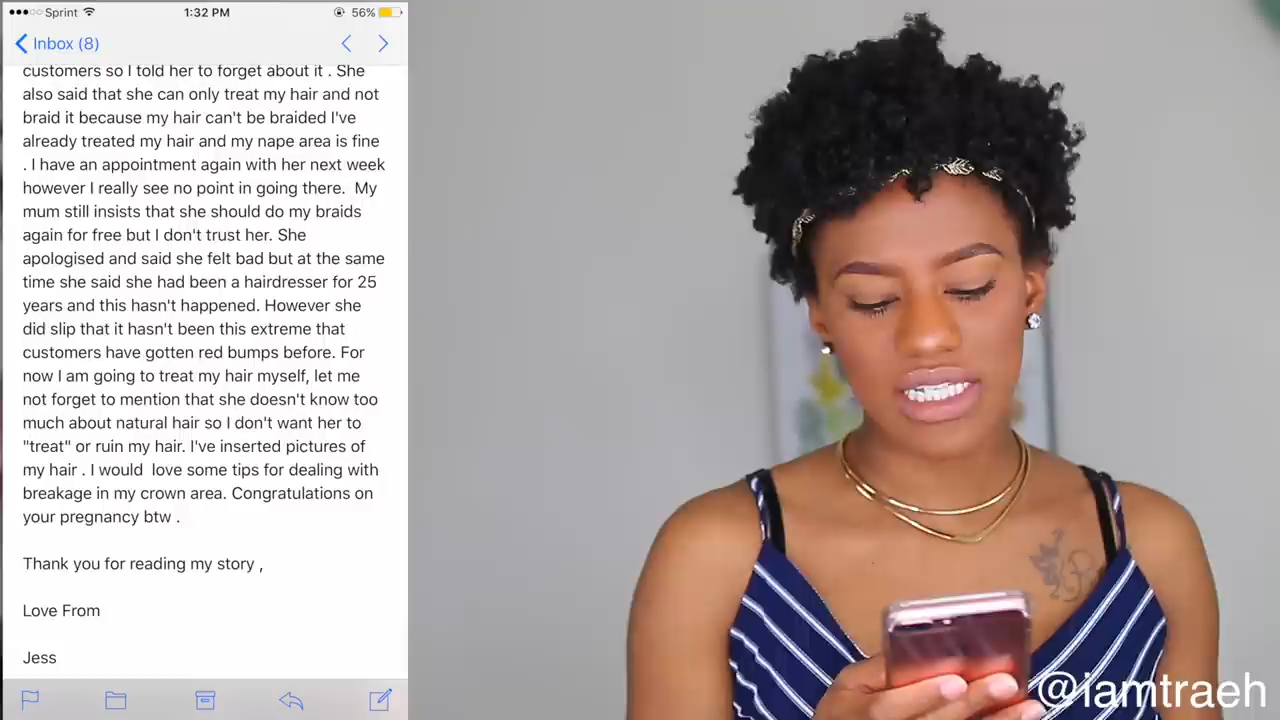 Sprint 1:32 PM 56%
Inbox (8)
customers so I told her to forget about it . She
also said that she can only treat my hair and not
braid it because my hair can't be braided I've
already treated my hair and my nape area is fine
. I have an appointment again with her next week
however I really see no point in going there.  My
mum still insists that she should do my braids
again for free but I don't trust her. She
apologised and said she felt bad but at the same
time she said she had been a hairdresser for 25
years and this hasn't happened. However she
did slip that it hasn't been this extreme that
customers have gotten red bumps before. For
now I am going to treat my hair myself, let me
not forget to mention that she doesn't know too
much about natural hair so I don't want her to
"treat" or ruin my hair. I've inserted pictures of
my hair . I would  love some tips for dealing with
breakage in my crown area. Congratulations on
your pregnancy btw .
Thank you for reading my story ,
Love From
Jess
@iamtraeh